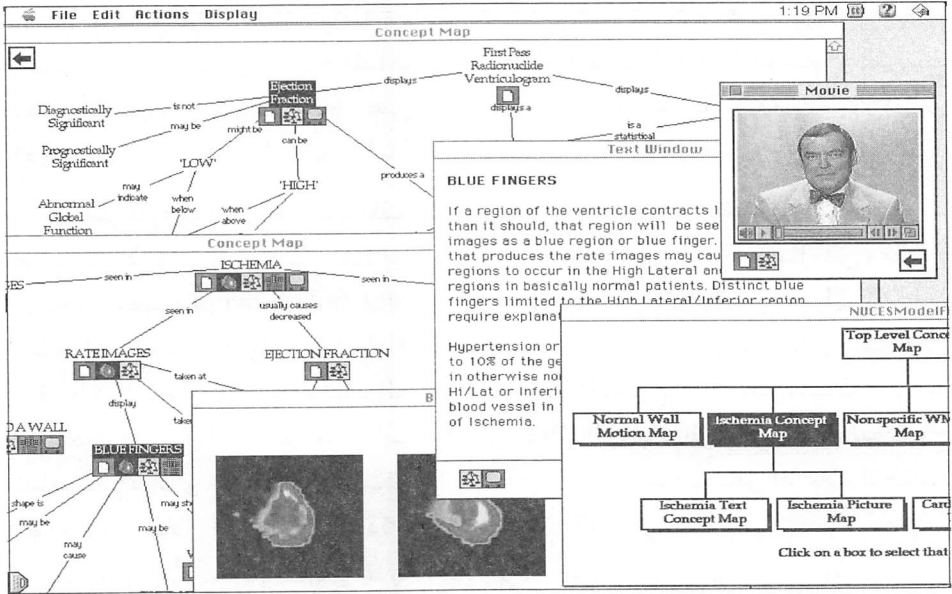 File Edit Actions Display
1:19 PM
Concept Map
First Pass
Radionuclide
Ventriculogram
displays
displays
displays a
is a
statistical
Ejection
Fraction
Diagnostically
Significant
is not
Prognostically
Significant
may be
might be
can be
produces a
'LOW'
'HIGH'
may
indicate
when
below
when
above
Abnormal
Global
Function
Movie
Text Window
BLUE FINGERS
If a region of the ventricle contracts l
than it should, that region will be see
images as a blue region or blue finger.
that produces the rate images may cau
regions to occur in the High Lateral an
regions in basically normal patients. Distinct blue
fingers limited to the High Lateral/Inferior region
require explanat
Hypertension or
to 10% of the ge
in otherwise no
Hi/Lat or Inferi
blood vessel in
of Ischemia.
Concept Map
GES
seen in
ISCHEMIA
seen in
seen in
usually causes
decreased
RATE IMAGES
EJECTION FRACTION
taken at
display
take
D A WALL
BLUE FINGERS
shape is
may be
may
cause
may be
may sh
V
B
NUCESModelF
Top Level Conce
Map
Normal Wall
Motion Map
Ischemia Concept
Map
Nonspecific WM
Map
Ischemia Text
Concept Map
Ischemia Picture
Map
Card
Click on a box to select that